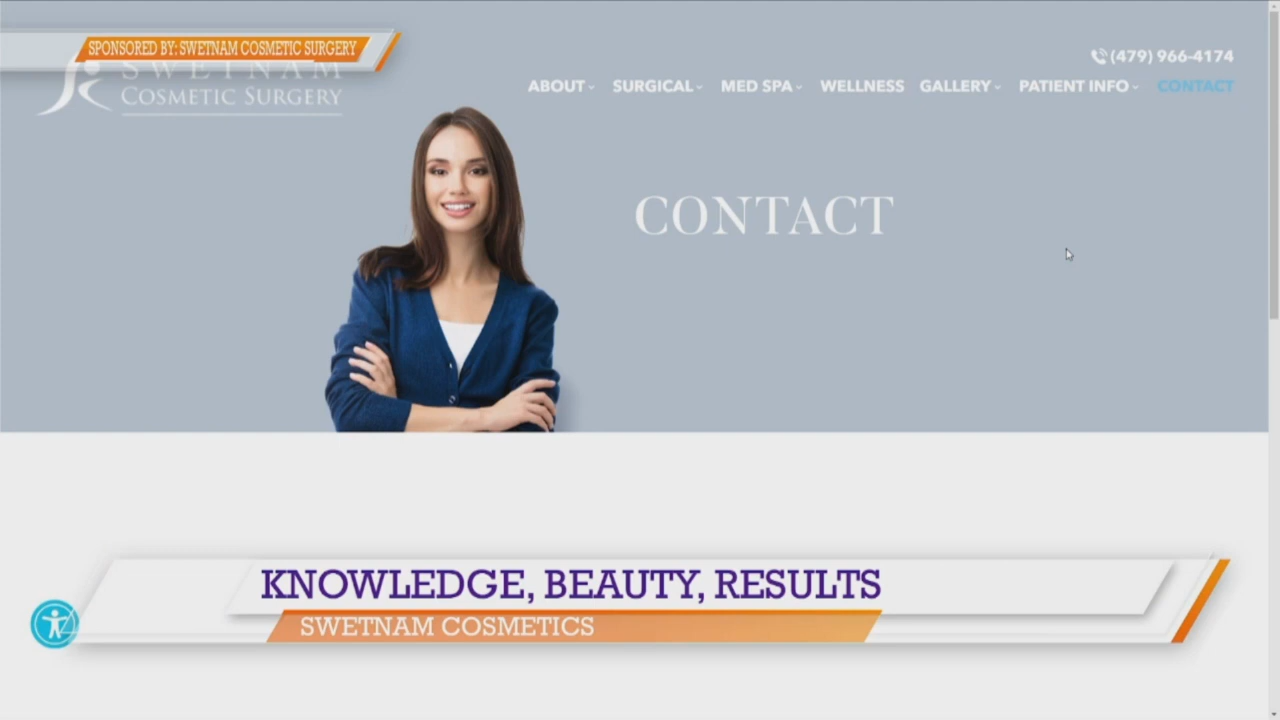 SPONSORED BY: SWETNAM COSMETIC SURGERY
SWETNAM
COSMETIC SURGERY
(479) 966-4174
ABOUT SURGICAL MED SPA WELLNESS GALLERY PATIENT INFO CONTACT
CONTACT
KNOWLEDGE, BEAUTY, RESULTS
SWETNAM COSMETICS